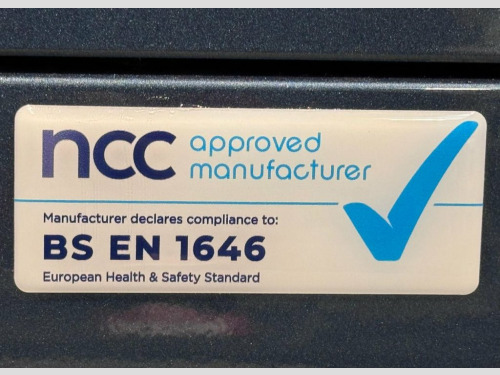 ncc approved
manufacturer
Manufacturer declares compliance to:
BS EN 1646
European Health & Safety Standard